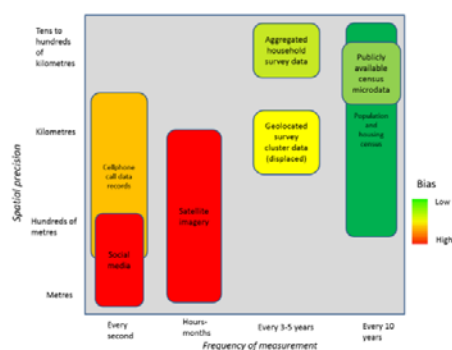 Tens to
hundreds of
kilometres
Aggregated
household
survey data
Publicly
available
census
microdata
Kilometres
Geolocated
survey
cluster data
(displaced)
Population and
housing
census
Cellphone
call data
records
Satellite
imagery
Spatial precision
Bias
Low
High
Hundreds of
metres
Social
media
Metres
Every
second
Hours-
months
Every 3-5 years
Every 10
years
Frequency of measurement